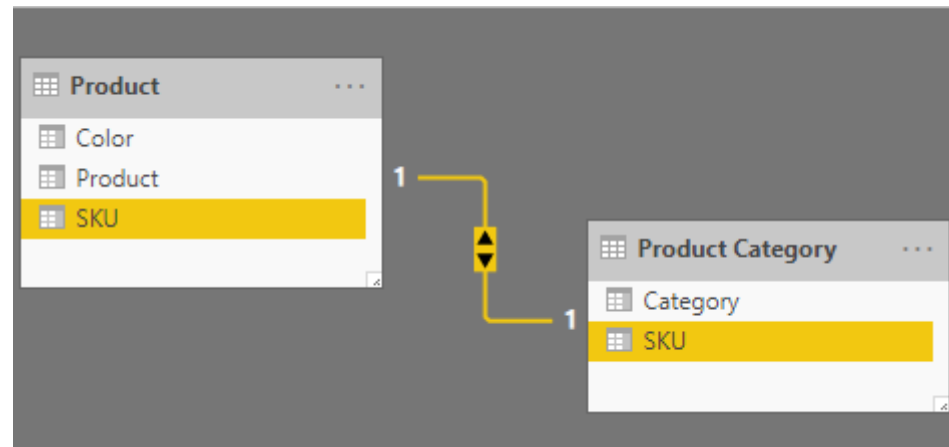 Product
Color
Product
SKU
1
1
Product Category
Category
SKU